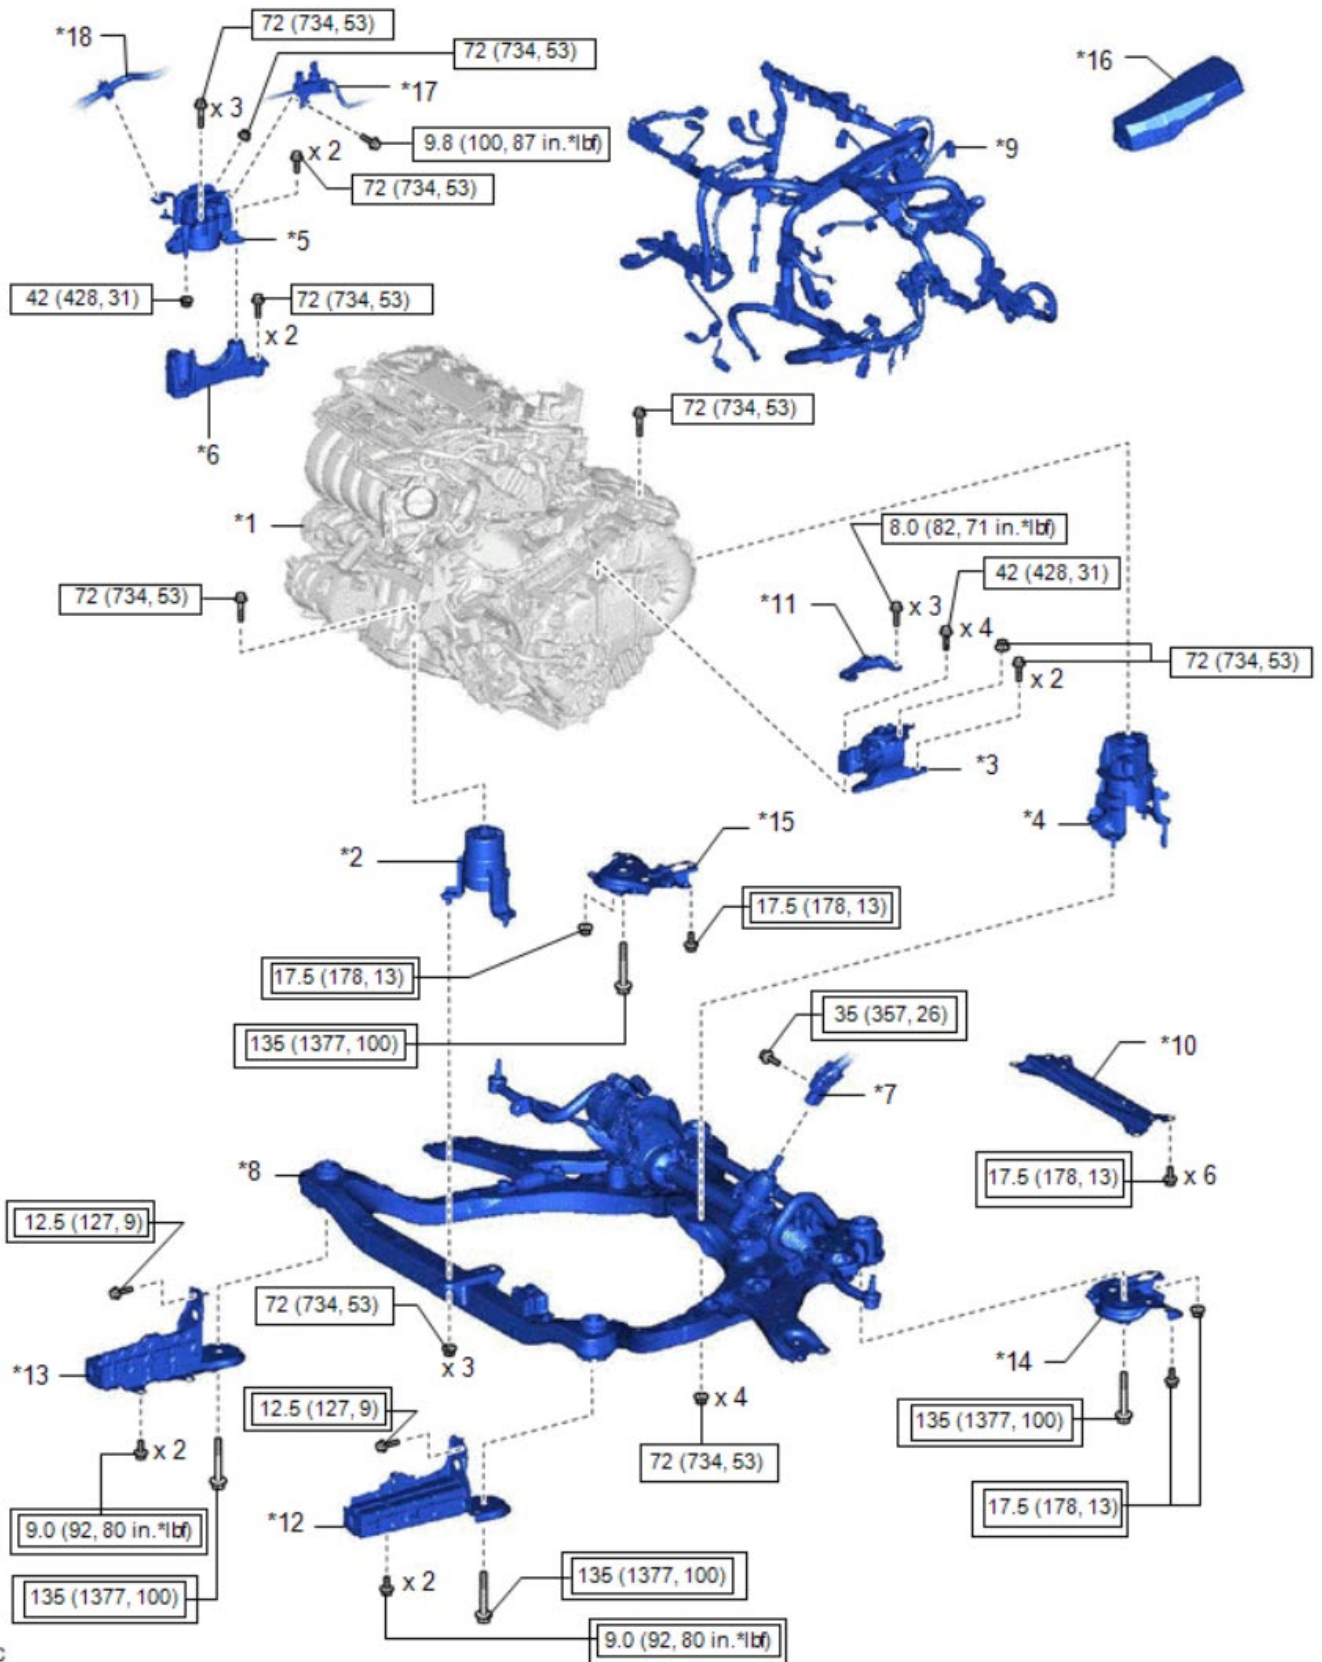 *18
72 (734, 53)
72 (734, 53)
x 3
*17
9.8 (100, 87 in.*lbf)
x 2
72 (734, 53)
*5
42 (428, 31)
72 (734, 53)
x 2
*6
*9
*16
72 (734, 53)
*1
72 (734, 53)
8.0 (82, 71 in.*lbf)
42 (428, 31)
*11
x 3
x 4
72 (734, 53)
x 2
*3
*4
*2
*15
17.5 (178, 13)
17.5 (178, 13)
135 (1377, 100)
35 (357, 26)
*7
*10
17.5 (178, 13)
x 6
*8
12.5 (127, 9)
72 (734, 53)
x 3
*13
x 2
9.0 (92, 80 in.*lbf)
135 (1377, 100)
12.5 (127, 9)
x 4
72 (734, 53)
*12
x 2
135 (1377, 100)
9.0 (92, 80 in.*lbf)
*14
135 (1377, 100)
17.5 (178, 13)
c